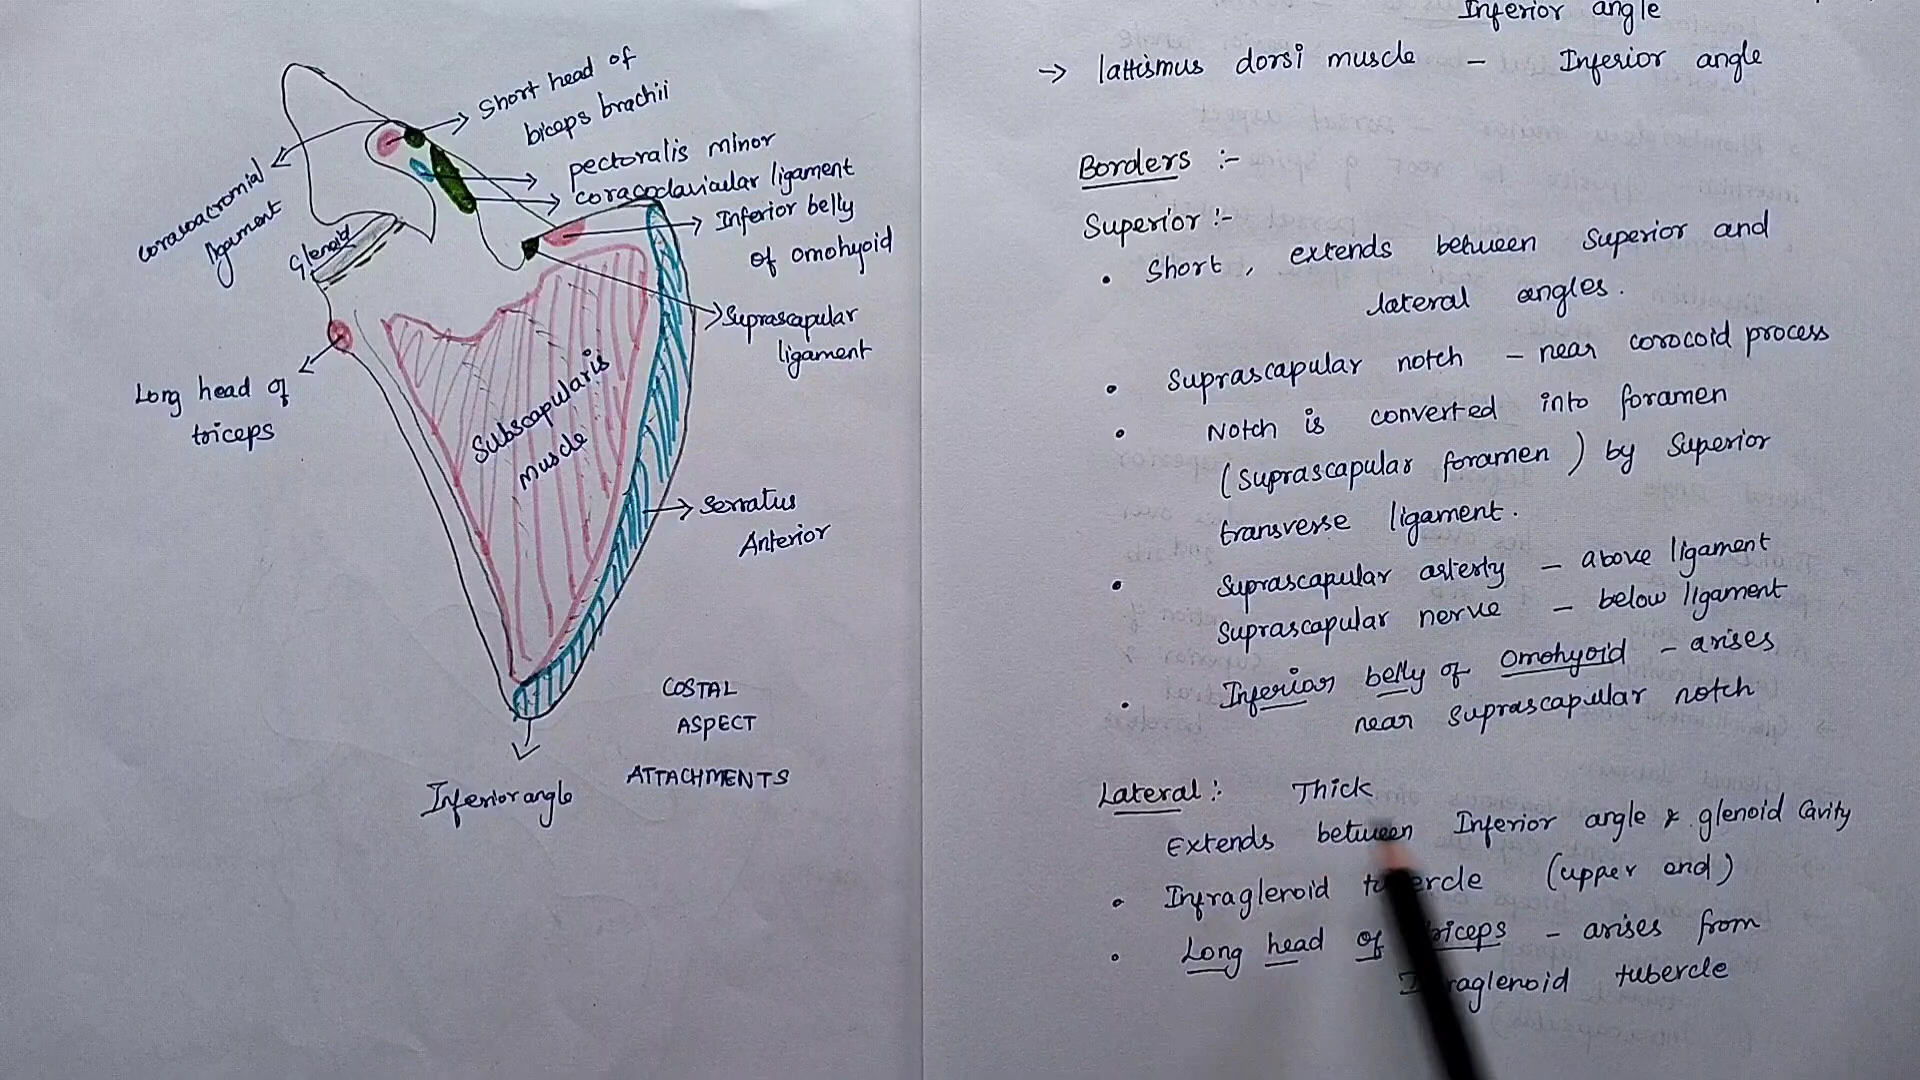 short head of
biceps brachii
pectoralis minor
coracoclavicular ligament
Inferior belly
of omohyoid
coracoacromial
ligament
Glenoid
Suprascapular
ligament
Long head of
triceps
Subscapularis
muscle
Serratus
Anterior
COSTAL
ASPECT
ATTACHMENTS
Inferior angle
Inferior angle
→ lattismus dorsi muscle - Inferior angle
Borders :-
Superior :-
• Short, extends between Superior and
lateral angles.
• Suprascapular notch - near corocoid process
• Notch is converted into foramen
(Suprascapular foramen) by Superior
transverse ligament.
• Suprascapular artery - above ligament
Suprascapular nerve - below ligament
• Inferior belly of omohyoid - arises
near suprascapular notch
Lateral : Thick
Extends between Inferior angle & glenoid Cavity
• Infraglenoid tubercle (upper end)
• Long head of triceps - arises from
Infraglenoid tubercle